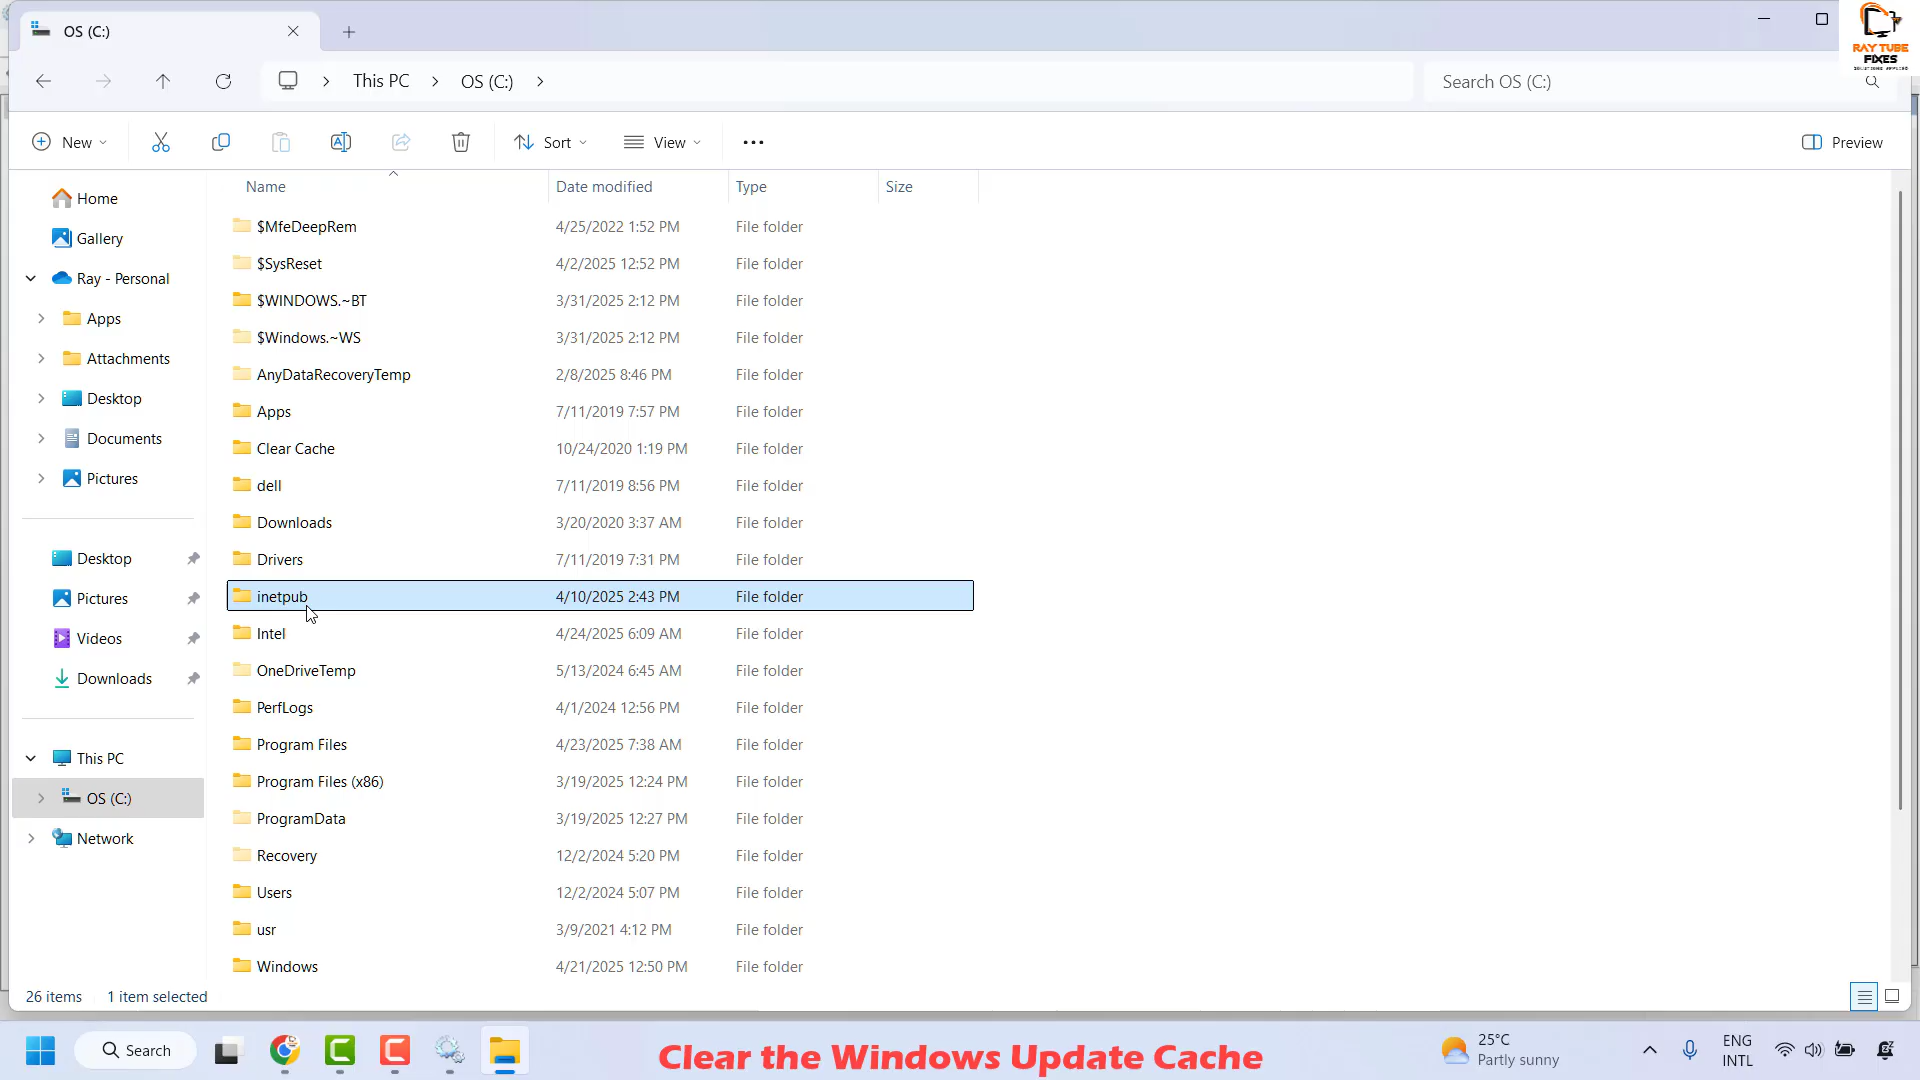 OS (C:)
RAY TUBE
FIXES
This PC
OS (C:)
Search OS (C:)
New
Sort
View
Preview
Name
Date modified
Type
Size
Home
Gallery
Ray - Personal
Apps
Attachments
Desktop
Documents
Pictures
Desktop
Pictures
Videos
Downloads
This PC
OS (C:)
Network
$MfeDeepRem 4/25/2022 1:52 PM File folder
$SysReset 4/2/2025 12:52 PM File folder
$WINDOWS.~BT 3/31/2025 2:12 PM File folder
$Windows.~WS 3/31/2025 2:12 PM File folder
AnyDataRecoveryTemp 2/8/2025 8:46 PM File folder
Apps 7/11/2019 7:57 PM File folder
Clear Cache 10/24/2020 1:19 PM File folder
dell 7/11/2019 8:56 PM File folder
Downloads 3/20/2020 3:37 AM File folder
Drivers 7/11/2019 7:31 PM File folder
inetpub 4/10/2025 2:43 PM File folder
Intel 4/24/2025 6:09 AM File folder
OneDriveTemp 5/13/2024 6:45 AM File folder
PerfLogs 4/1/2024 12:56 PM File folder
Program Files 4/23/2025 7:38 AM File folder
Program Files (x86) 3/19/2025 12:24 PM File folder
ProgramData 3/19/2025 12:27 PM File folder
Recovery 12/2/2024 5:20 PM File folder
Users 12/2/2024 5:07 PM File folder
usr 3/9/2021 4:12 PM File folder
Windows 4/21/2025 12:50 PM File folder
26 items 1 item selected
Search
Clear the Windows Update Cache
25°C
Partly sunny
ENG
INTL